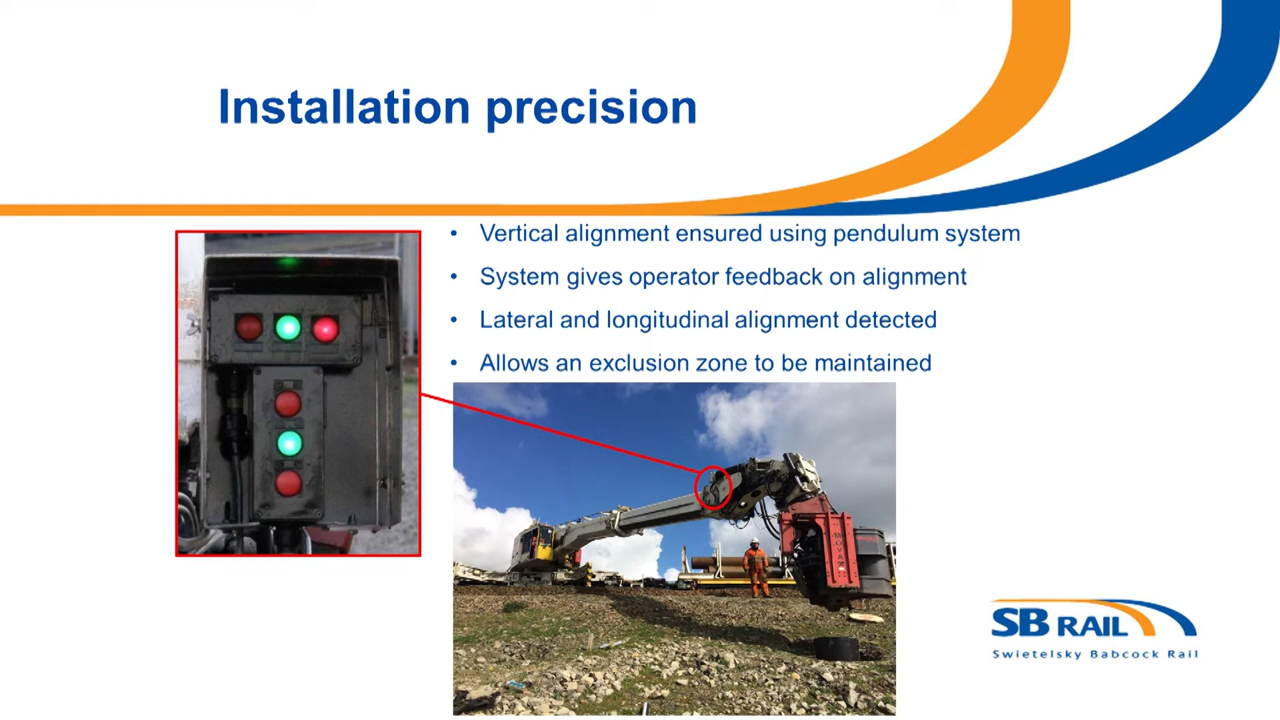 Installation precision
• Vertical alignment ensured using pendulum system
• System gives operator feedback on alignment
• Lateral and longitudinal alignment detected
• Allows an exclusion zone to be maintained
MOVAX
SB RAIL
Swietelsky Babcock Rail